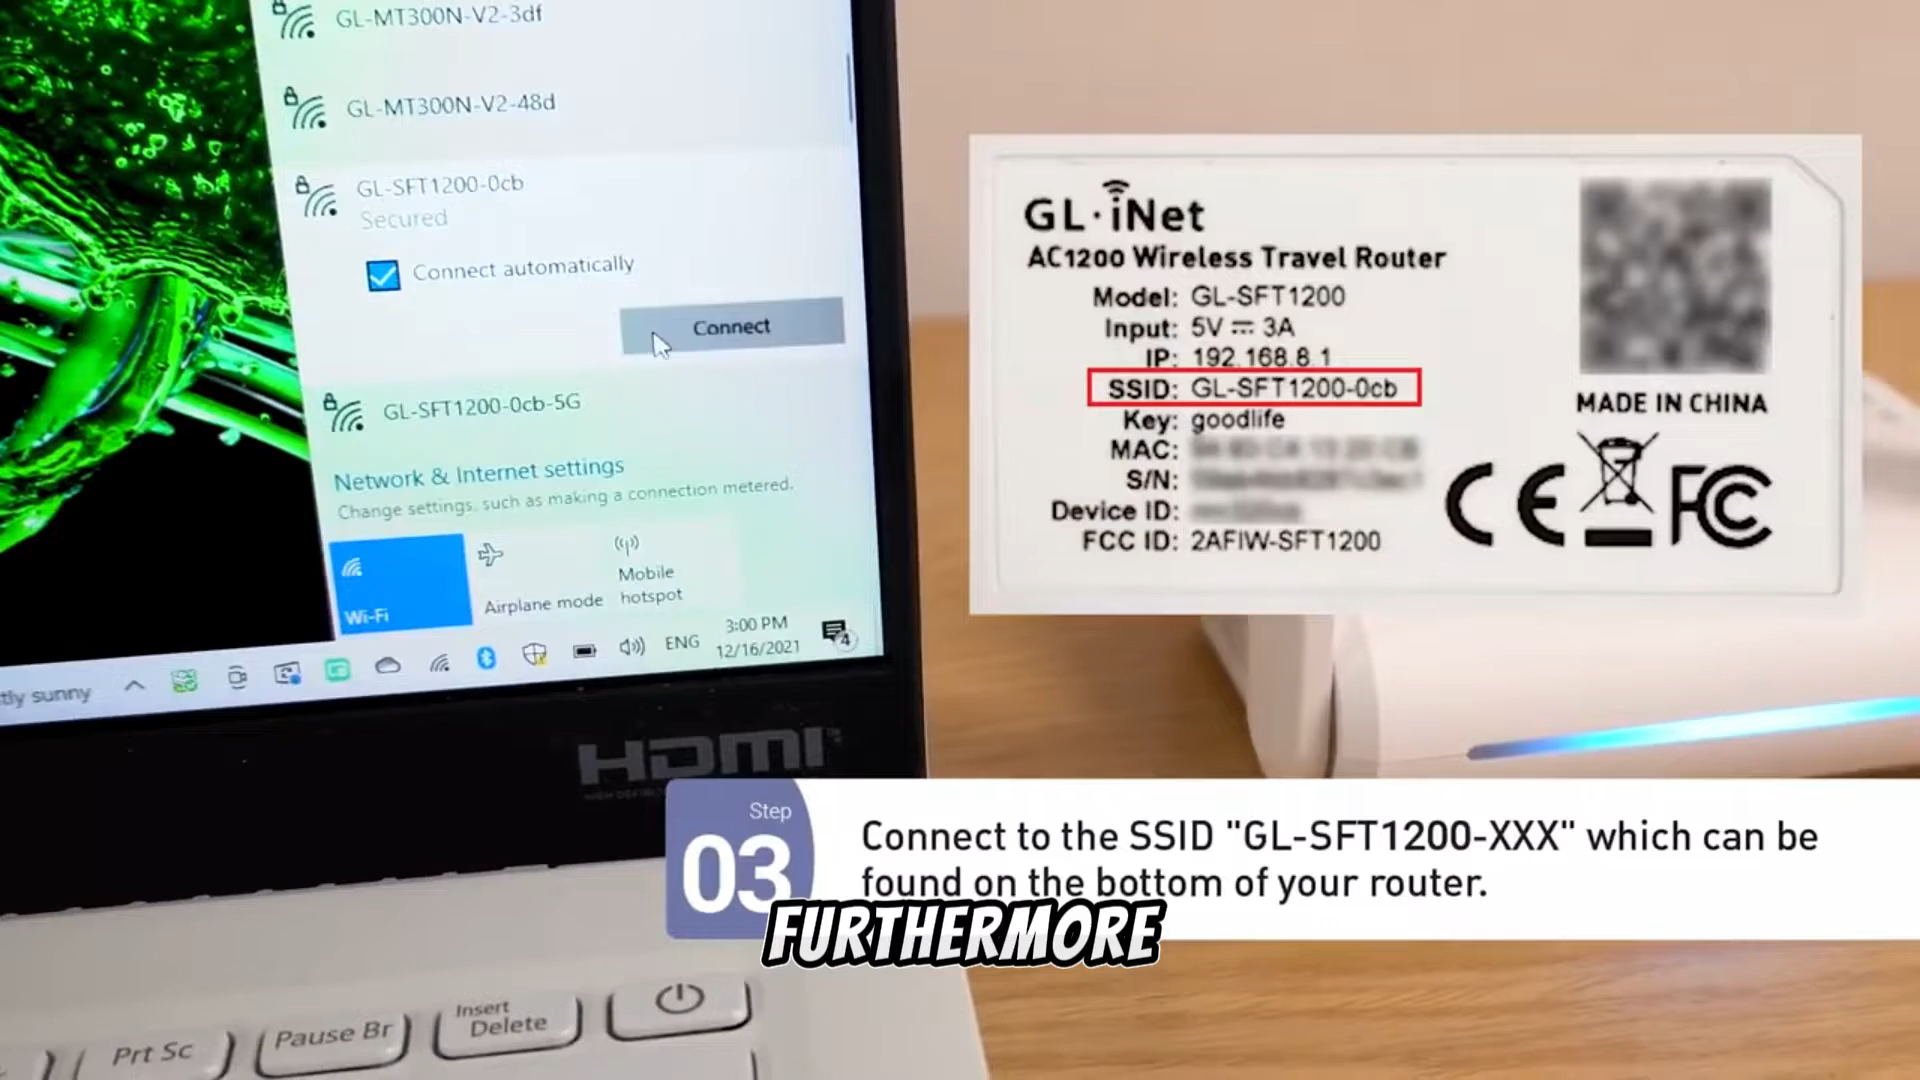 GL-MT300N-V2-3df
GL-MT300N-V2-48d
GL-SFT1200-0cb
Secured
Connect automatically
Connect
GL-SFT1200-0cb-5G
Network & Internet settings
Change settings, such as making a connection metered.
Wi-Fi
Airplane mode
Mobile
hotspot
tly sunny
ENG
3:00 PM
12/16/2021
4
HDMI
Prt Sc
Pause Br
Insert
Delete
GL·iNet
AC1200 Wireless Travel Router
Model: GL-SFT1200
Input: 5V ⎓ 3A
IP: 192.168.8.1
SSID: GL-SFT1200-0cb
Key: goodlife
MAC:
S/N:
Device ID:
FCC ID: 2AFIW-SFT1200
MADE IN CHINA
CE FC
Step
03
Connect to the SSID "GL-SFT1200-XXX" which can be
found on the bottom of your router.
FURTHERMORE